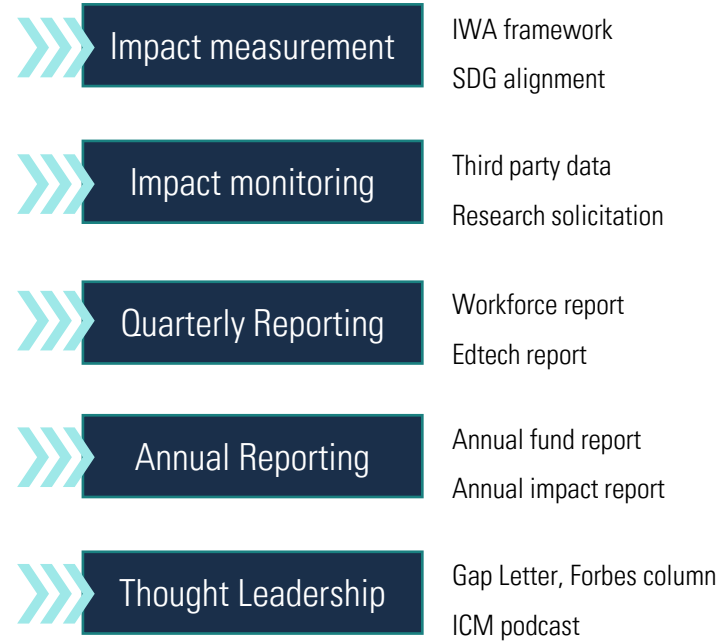 Impact measurement
IWA framework
SDG alignment
Impact monitoring
Third party data
Research solicitation
Quarterly Reporting
Workforce report
Edtech report
Annual Reporting
Annual fund report
Annual impact report
Thought Leadership
Gap Letter, Forbes column
ICM podcast